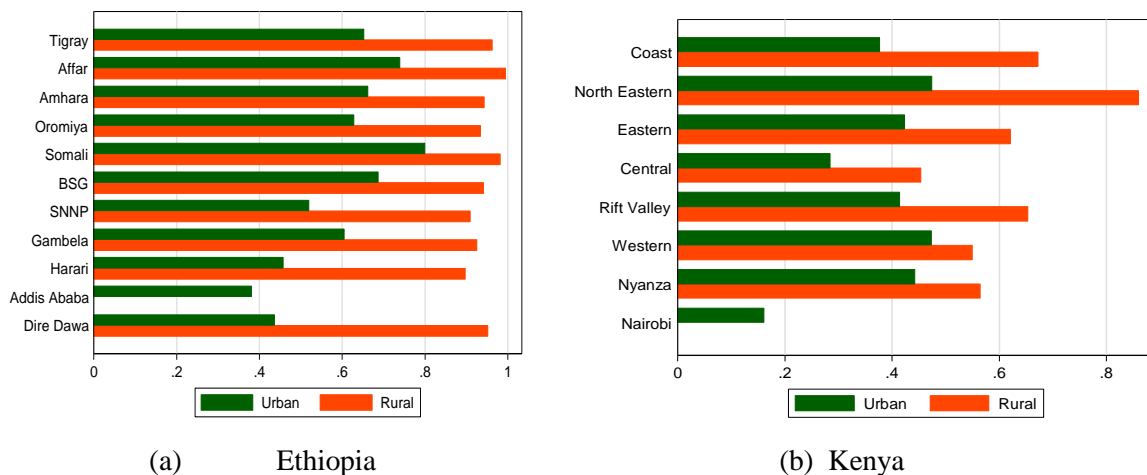 Tigray
Affar
Amhara
Oromiya
Somali
BSG
SNNP
Gambela
Harari
Addis Ababa
Dire Dawa
0 .2 .4 .6 .8 1
Urban Rural
(a) Ethiopia
Coast
North Eastern
Eastern
Central
Rift Valley
Western
Nyanza
Nairobi
0 .2 .4 .6 .8
Urban Rural
(b) Kenya